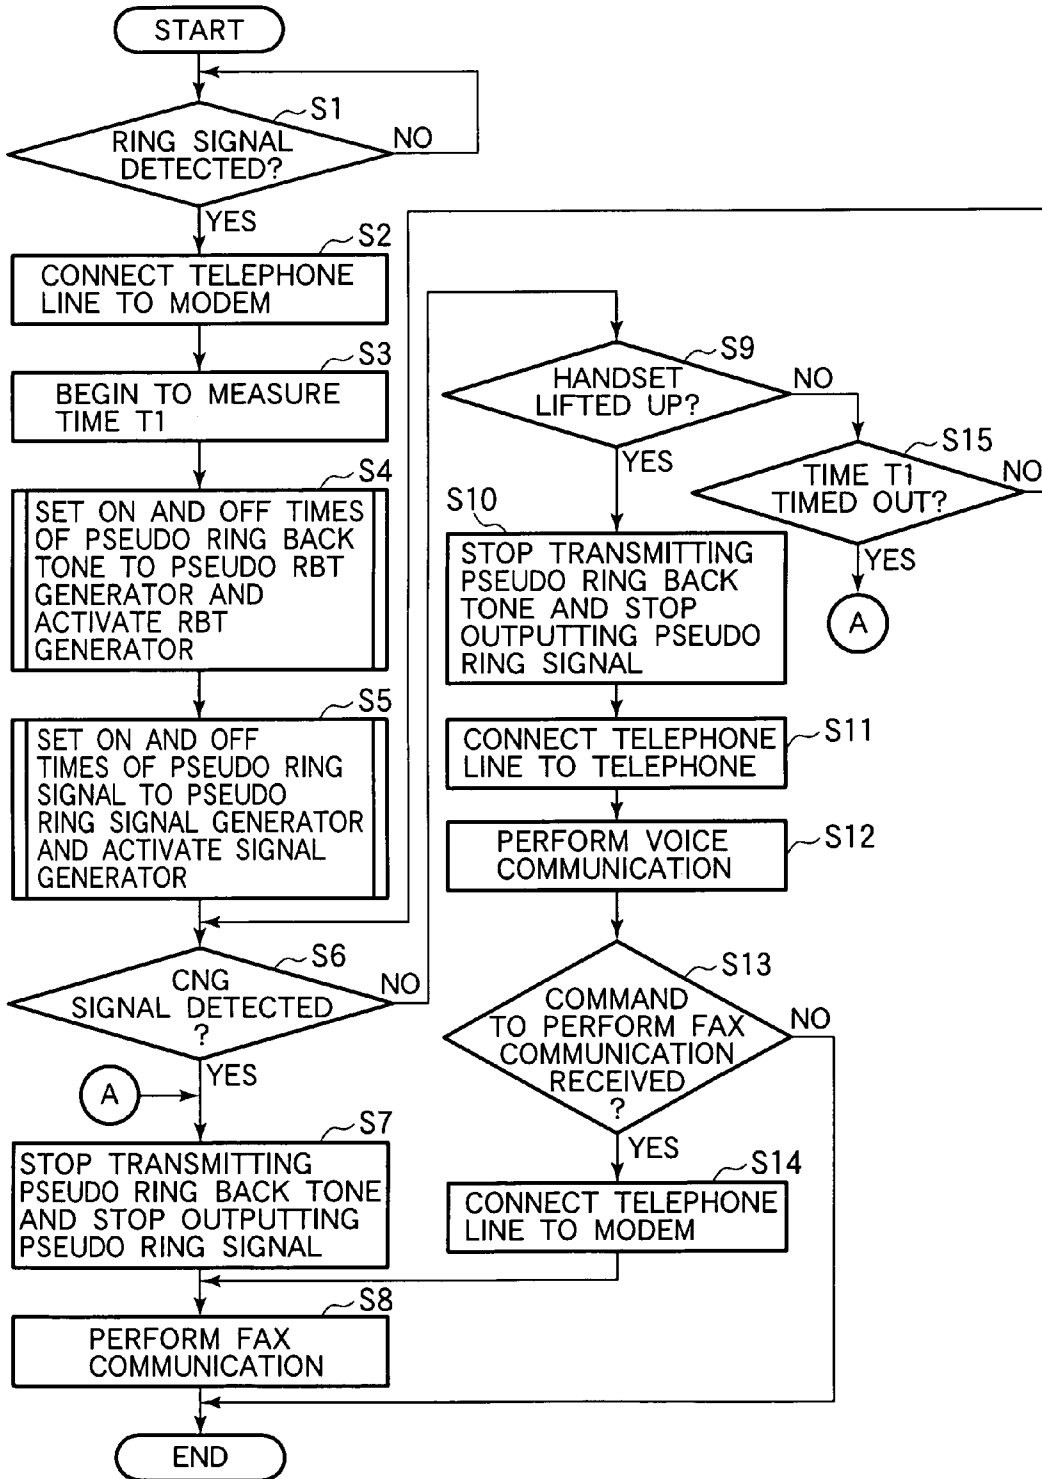 START
S1
RING SIGNAL
DETECTED?
NO
YES
S2
CONNECT TELEPHONE
LINE TO MODEM
S3
BEGIN TO MEASURE
TIME T1
S4
SET ON AND OFF TIMES
OF PSEUDO RING BACK
TONE TO PSEUDO RBT
GENERATOR AND
ACTIVATE RBT
GENERATOR
S5
SET ON AND OFF
TIMES OF PSEUDO RING
SIGNAL TO PSEUDO
RING SIGNAL GENERATOR
AND ACTIVATE SIGNAL
GENERATOR
S6
CNG
SIGNAL DETECTED
?
NO
YES
A
S7
STOP TRANSMITTING
PSEUDO RING BACK TONE
AND STOP OUTPUTTING
PSEUDO RING SIGNAL
S8
PERFORM FAX
COMMUNICATION
END
S9
HANDSET
LIFTED UP?
NO
YES
S15
TIME T1
TIMED OUT?
NO
YES
A
S10
STOP TRANSMITTING
PSEUDO RING BACK
TONE AND STOP
OUTPUTTING PSEUDO
RING SIGNAL
S11
CONNECT TELEPHONE
LINE TO TELEPHONE
S12
PERFORM VOICE
COMMUNICATION
S13
COMMAND
TO PERFORM FAX
COMMUNICATION
RECEIVED
?
NO
YES
S14
CONNECT TELEPHONE
LINE TO MODEM